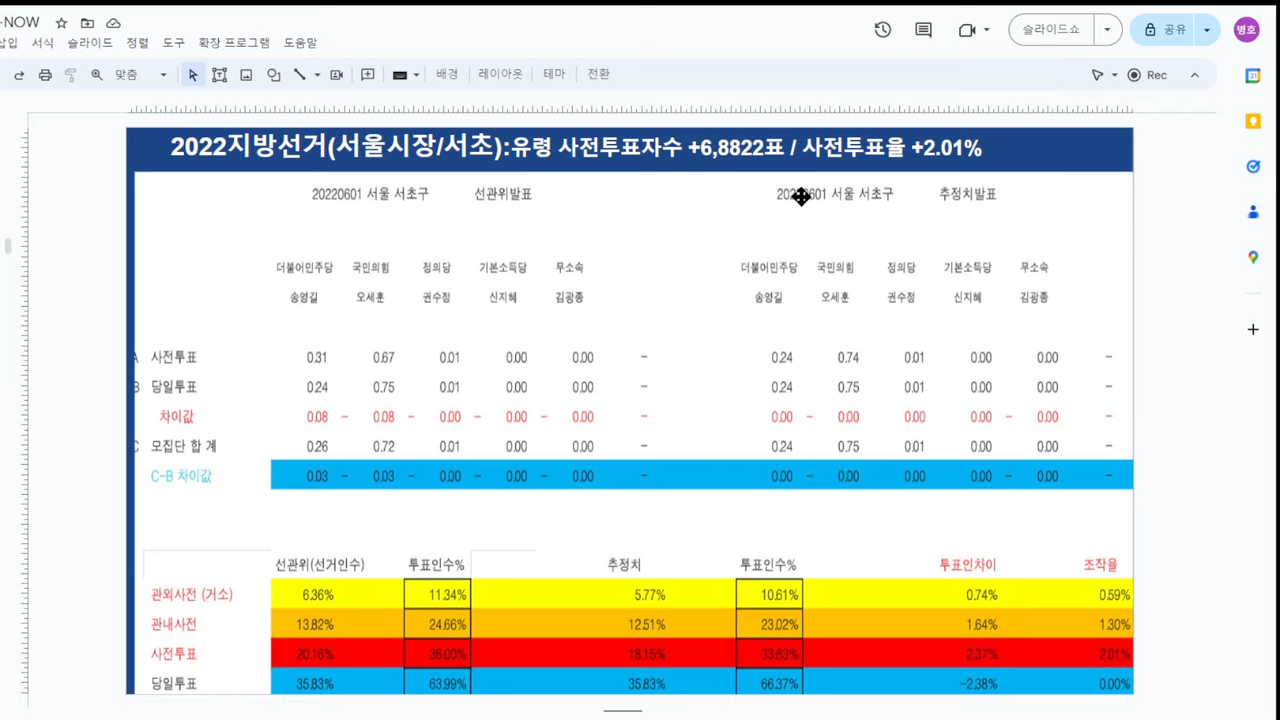 -NOW
삽입 서식 슬라이드 정렬 도구 확장 프로그램 도움말
슬라이드쇼
공유
병호
맞춤
배경 레이아웃 테마 전환
Rec
31
2022지방선거(서울시장/서초):유령 사전투표자수 +6,8822표 / 사전투표율 +2.01%
20220601 서울 서초구 선관위발표 601 서울 서초구 추정치발표
더불어민주당 국민의힘 정의당 기본소득당 무소속 더불어민주당 국민의힘 정의당 기본소득당 무소속
송영길 오세훈 권수정 신지혜 김광종 송영길 오세훈 권수정 신지혜 김광종
A 사전투표 0.31 0.67 0.01 0.00 0.00 – 0.24 0.74 0.01 0.00 0.00 –
B 당일투표 0.24 0.75 0.01 0.00 0.00 – 0.24 0.75 0.01 0.00 0.00 –
차이값 0.08 – 0.08 – 0.00 – 0.00 – 0.00 – 0.00 – 0.00 0.00 0.00 – 0.00 –
C 모집단 합 계 0.26 0.72 0.01 0.00 0.00 – 0.24 0.75 0.01 0.00 0.00 –
C-B 차이값 0.03 – 0.03 – 0.00 – 0.00 – 0.00 – 0.00 – 0.00 0.00 0.00 – 0.00 –
선관위(선거인수) 투표인수% 추정치 투표인수% 투표인차이 조작율
관외사전 (거소) 6.36% 11.34% 5.77% 10.61% 0.74% 0.59%
관내사전 13.82% 24.66% 12.51% 23.02% 1.64% 1.30%
사전투표 20.16% 36.00% 18.15% 33.63% 2.37% 2.01%
당일투표 35.83% 63.99% 35.83% 66.37% -2.38% 0.00%